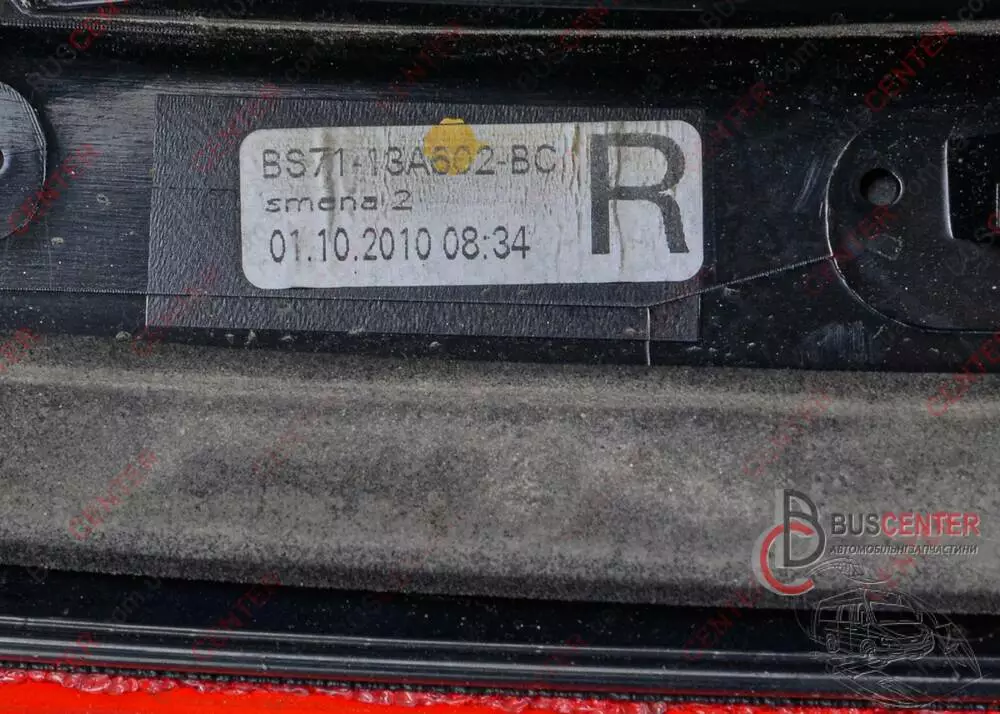 BS71-13A602-BC
smena 2
01.10.2010 08:34
R
BUSCENTER
АВТОМОБІЛЬНІ ЗАПЧАСТИНИ